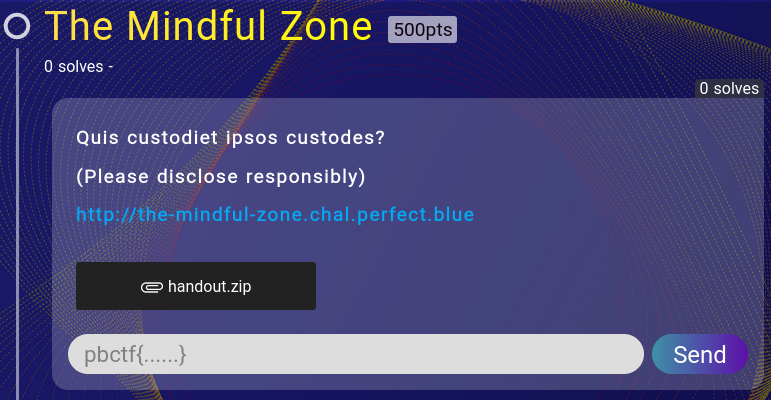 The Mindful Zone 500pts
0 solves -
0 solves
Quis custodiet ipsos custodes?
(Please disclose responsibly)
http://the-mindful-zone.chal.perfect.blue
handout.zip
pbctf{......} Send